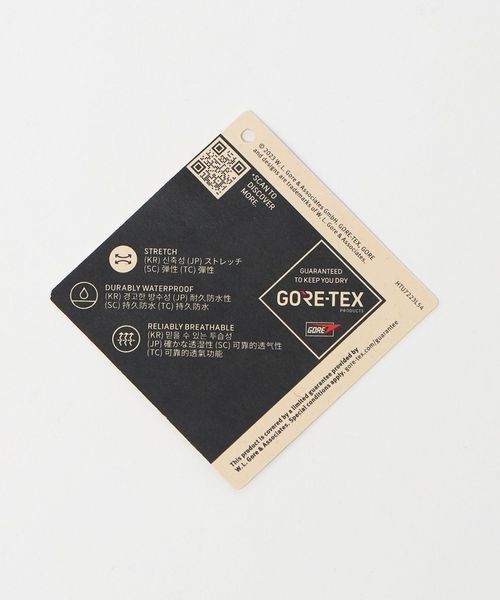 •SCAN TO
DISCOVER
MORE.
© 2023 W. L. Gore & Associates GmbH. GORE-TEX, GORE
and designs are trademarks of W. L. Gore & Associates.
STRETCH
(KR) 신축성 (JP) ストレッチ
(SC) 弹性 (TC) 彈性
DURABLY WATERPROOF
(KR) 경고한 방수성 (JP) 耐久防水性
(SC) 持久防水 (TC) 持久防水
RELIABLY BREATHABLE
(KR) 믿을 수 있는 투습성
(JP) 確かな透湿性 (SC) 可靠的透气性
(TC) 可靠的透氣功能
GUARANTEED
TO KEEP YOU DRY
GORE-TEX
PRODUCTS
GORE
This product is covered by a limited guarantee provided by
W. L. Gore & Associates. Special conditions apply. gore-tex.com/guarantee